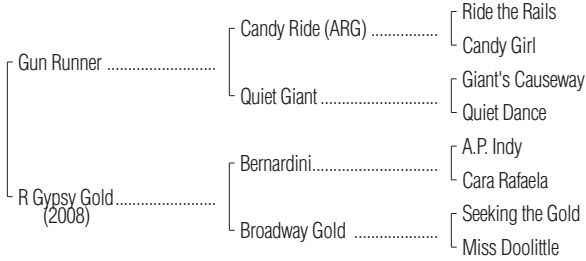 Ride the Rails
Candy Ride (ARG) ................
Candy Girl
Gun Runner .........................
Giant's Causeway
Quiet Giant ...........................
Quiet Dance
A.P. Indy
Bernardini.............................
Cara Rafaela
R Gypsy Gold .......................
(2008)
Seeking the Gold
Broadway Gold ...................
Miss Doolittle